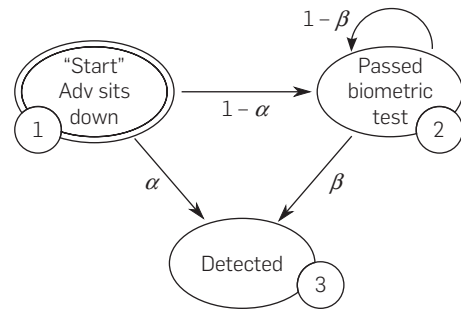 “Start”
Adv sits
down
1
1 – α
1 – β
Passed
biometric
test
2
α
β
Detected
3